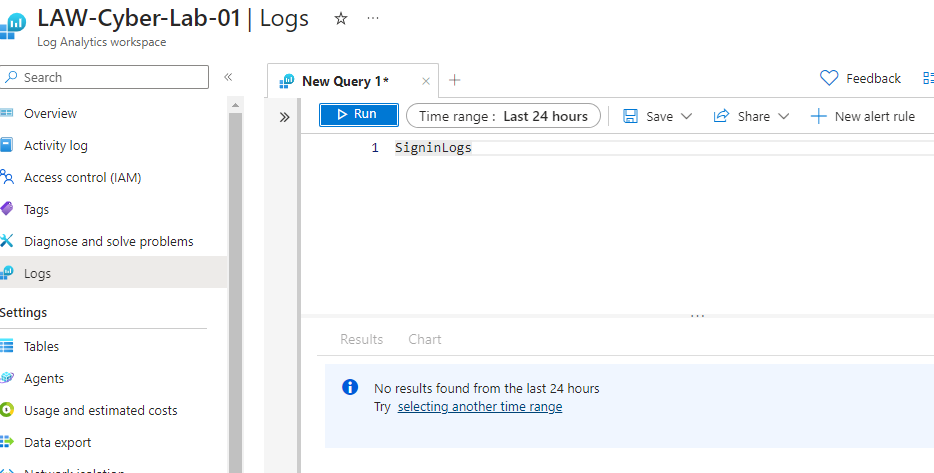 LAW-Cyber-Lab-01 | Logs ☆ ...
Log Analytics workspace
Search «
Overview
Activity log
Access control (IAM)
Tags
Diagnose and solve problems
Logs
Settings
Tables
Agents
Usage and estimated costs
Data export
Network isolation
New Query 1* × +
Feedback
» Run Time range : Last 24 hours Save Share New alert rule
1 SigninLogs
...
Results Chart
No results found from the last 24 hours
Try selecting another time range